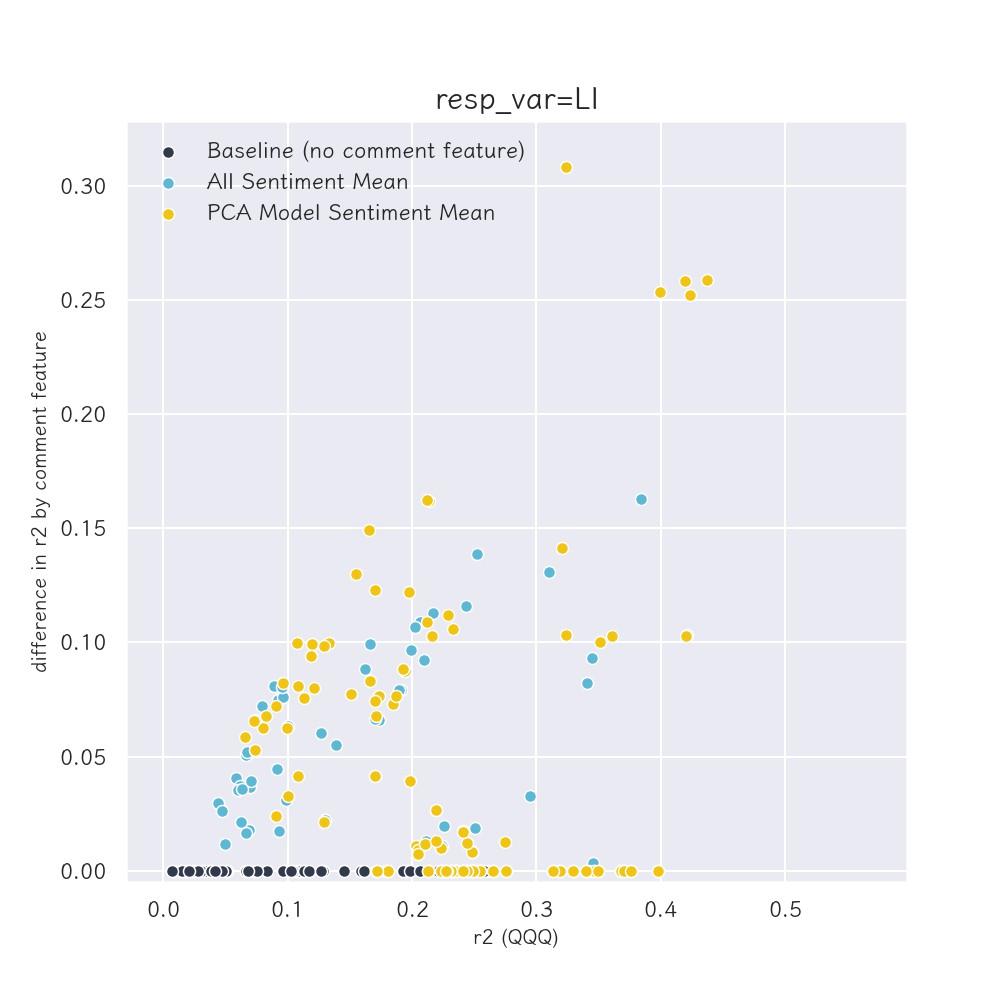 resp_var=LI
Baseline (no comment feature)
All Sentiment Mean
PCA Model Sentiment Mean
difference in r2 by comment feature
0.30
0.25
0.20
0.15
0.10
0.05
0.00
0.0 0.1 0.2 0.3 0.4 0.5
r2 (QQQ)